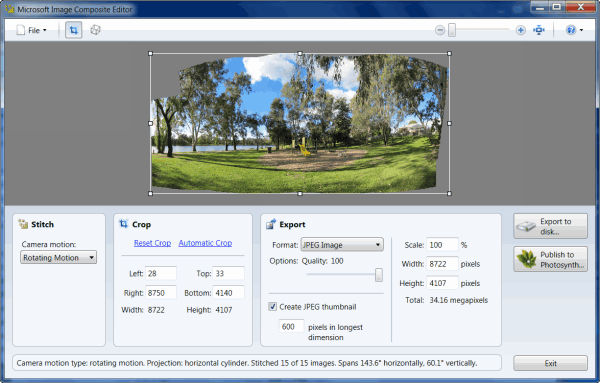 Microsoft Image Composite Editor
File
Stitch
Camera motion:
Rotating Motion
Crop
Reset Crop Automatic Crop
Left: 28 Top: 33
Right: 8750 Bottom: 4140
Width: 8722 Height: 4107
Export
Format: JPEG Image
Options: Quality: 100
Create JPEG thumbnail
600 pixels in longest
dimension
Scale: 100 %
Width: 8722 pixels
Height: 4107 pixels
Total: 34.16 megapixels
Export to
disk...
Publish to
Photosynth...
Camera motion type: rotating motion. Projection: horizontal cylinder. Stitched 15 of 15 images. Spans 143.6° horizontally, 60.1° vertically.
Exit